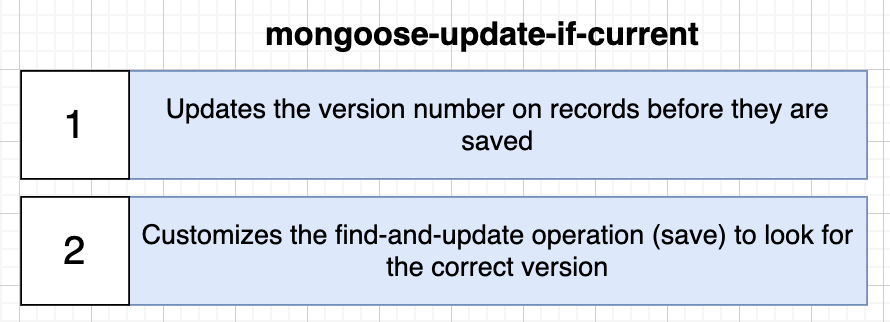 mongoose-update-if-current
1
Updates the version number on records before they are
saved
2
Customizes the find-and-update operation (save) to look for
the correct version